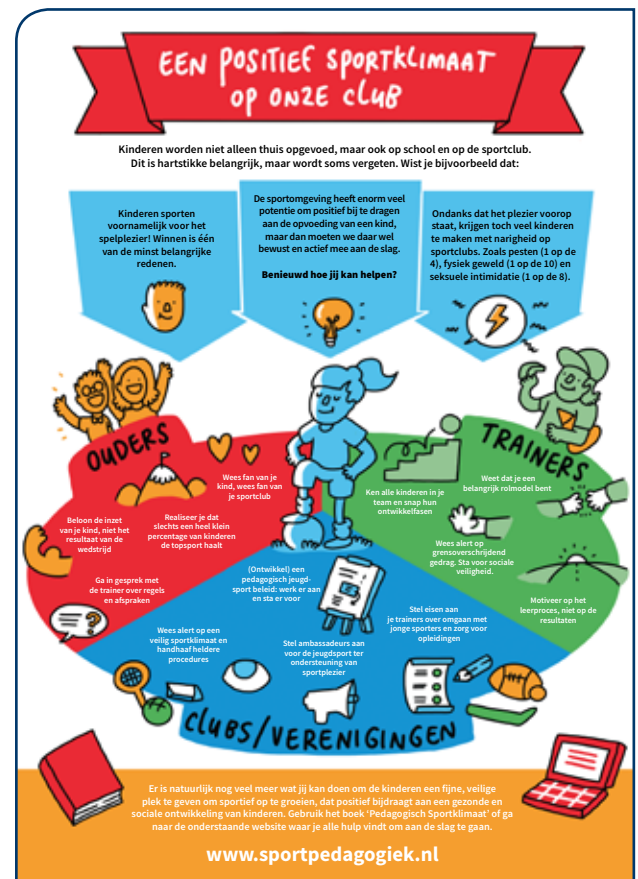 EEN POSITIEF SPORTKLIMAAT
OP ONZE CLUB
Kinderen worden niet alleen thuis opgevoed, maar ook op school en op de sportclub.
Dit is hartstikke belangrijk, maar wordt soms vergeten. Wist je bijvoorbeeld dat:
Kinderen sporten
voornamelijk voor het
spelplezier! Winnen is één
van de minst belangrijke
redenen.
De sportomgeving heeft enorm veel
potentie om positief bij te dragen
aan de opvoeding van een kind,
maar dan moeten we daar wel
bewust en actief mee aan de slag.
Benieuwd hoe jij kan helpen?
Ondanks dat het plezier voorop
staat, krijgen toch veel kinderen
te maken met narigheid op
sportclubs. Zoals pesten (1 op de
4), fysiek geweld (1 op de 10) en
seksuele intimidatie (1 op de 8).
OUDERS
Wees fan van je
kind, wees fan van
je sportclub
Beloon de inzet
van je kind, niet het
resultaat van de
wedstrijd
Realiseer je dat
slechts een heel klein
percentage van kinderen
de topsport haalt
Ga in gesprek met
de trainer over regels
en afspraken
TRAINERS
Weet dat je een
belangrijk rolmodel bent
Ken alle kinderen in je
team en snap hun
ontwikkelfasen
Wees alert op
grensoverschrijdend
gedrag. Sta voor sociale
veiligheid.
Motiveer op het
leerproces, niet op de
resultaten
(Ontwikkel) een
pedagogisch jeugd-
sport beleid: werk er aan
en sta er voor
Wees alert op een
veilig sportklimaat en
handhaaf heldere
procedures
Stel ambassadeurs aan
voor de jeugdsport ter
ondersteuning van
sportplezier
Stel eisen aan
je trainers over omgaan met
jonge sporters en zorg voor
opleidingen
CLUBS/VERENIGINGEN
Er is natuurlijk nog veel meer wat jij kan doen om de kinderen een fijne, veilige
plek te geven om sportief op te groeien, dat positief bijdraagt aan een gezonde en
sociale ontwikkeling van kinderen. Gebruik het boek ‘Pedagogisch Sportklimaat’ of ga
naar de onderstaande website waar je alle hulp vindt om aan de slag te gaan.
www.sportpedagogiek.nl